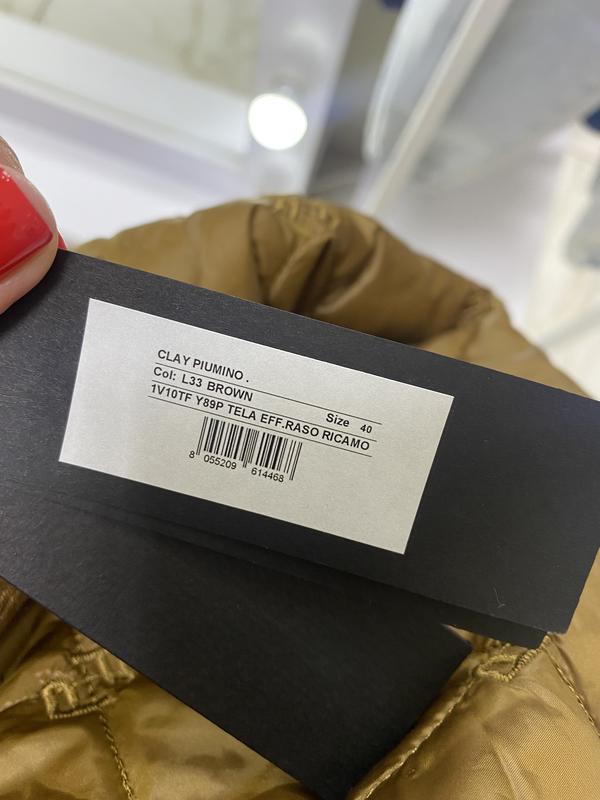 CLAY PIUMINO .
Col: L33 BROWN
Size 40
1V10TF Y89P TELA EFF.RASO RICAMO
8 055209 614468